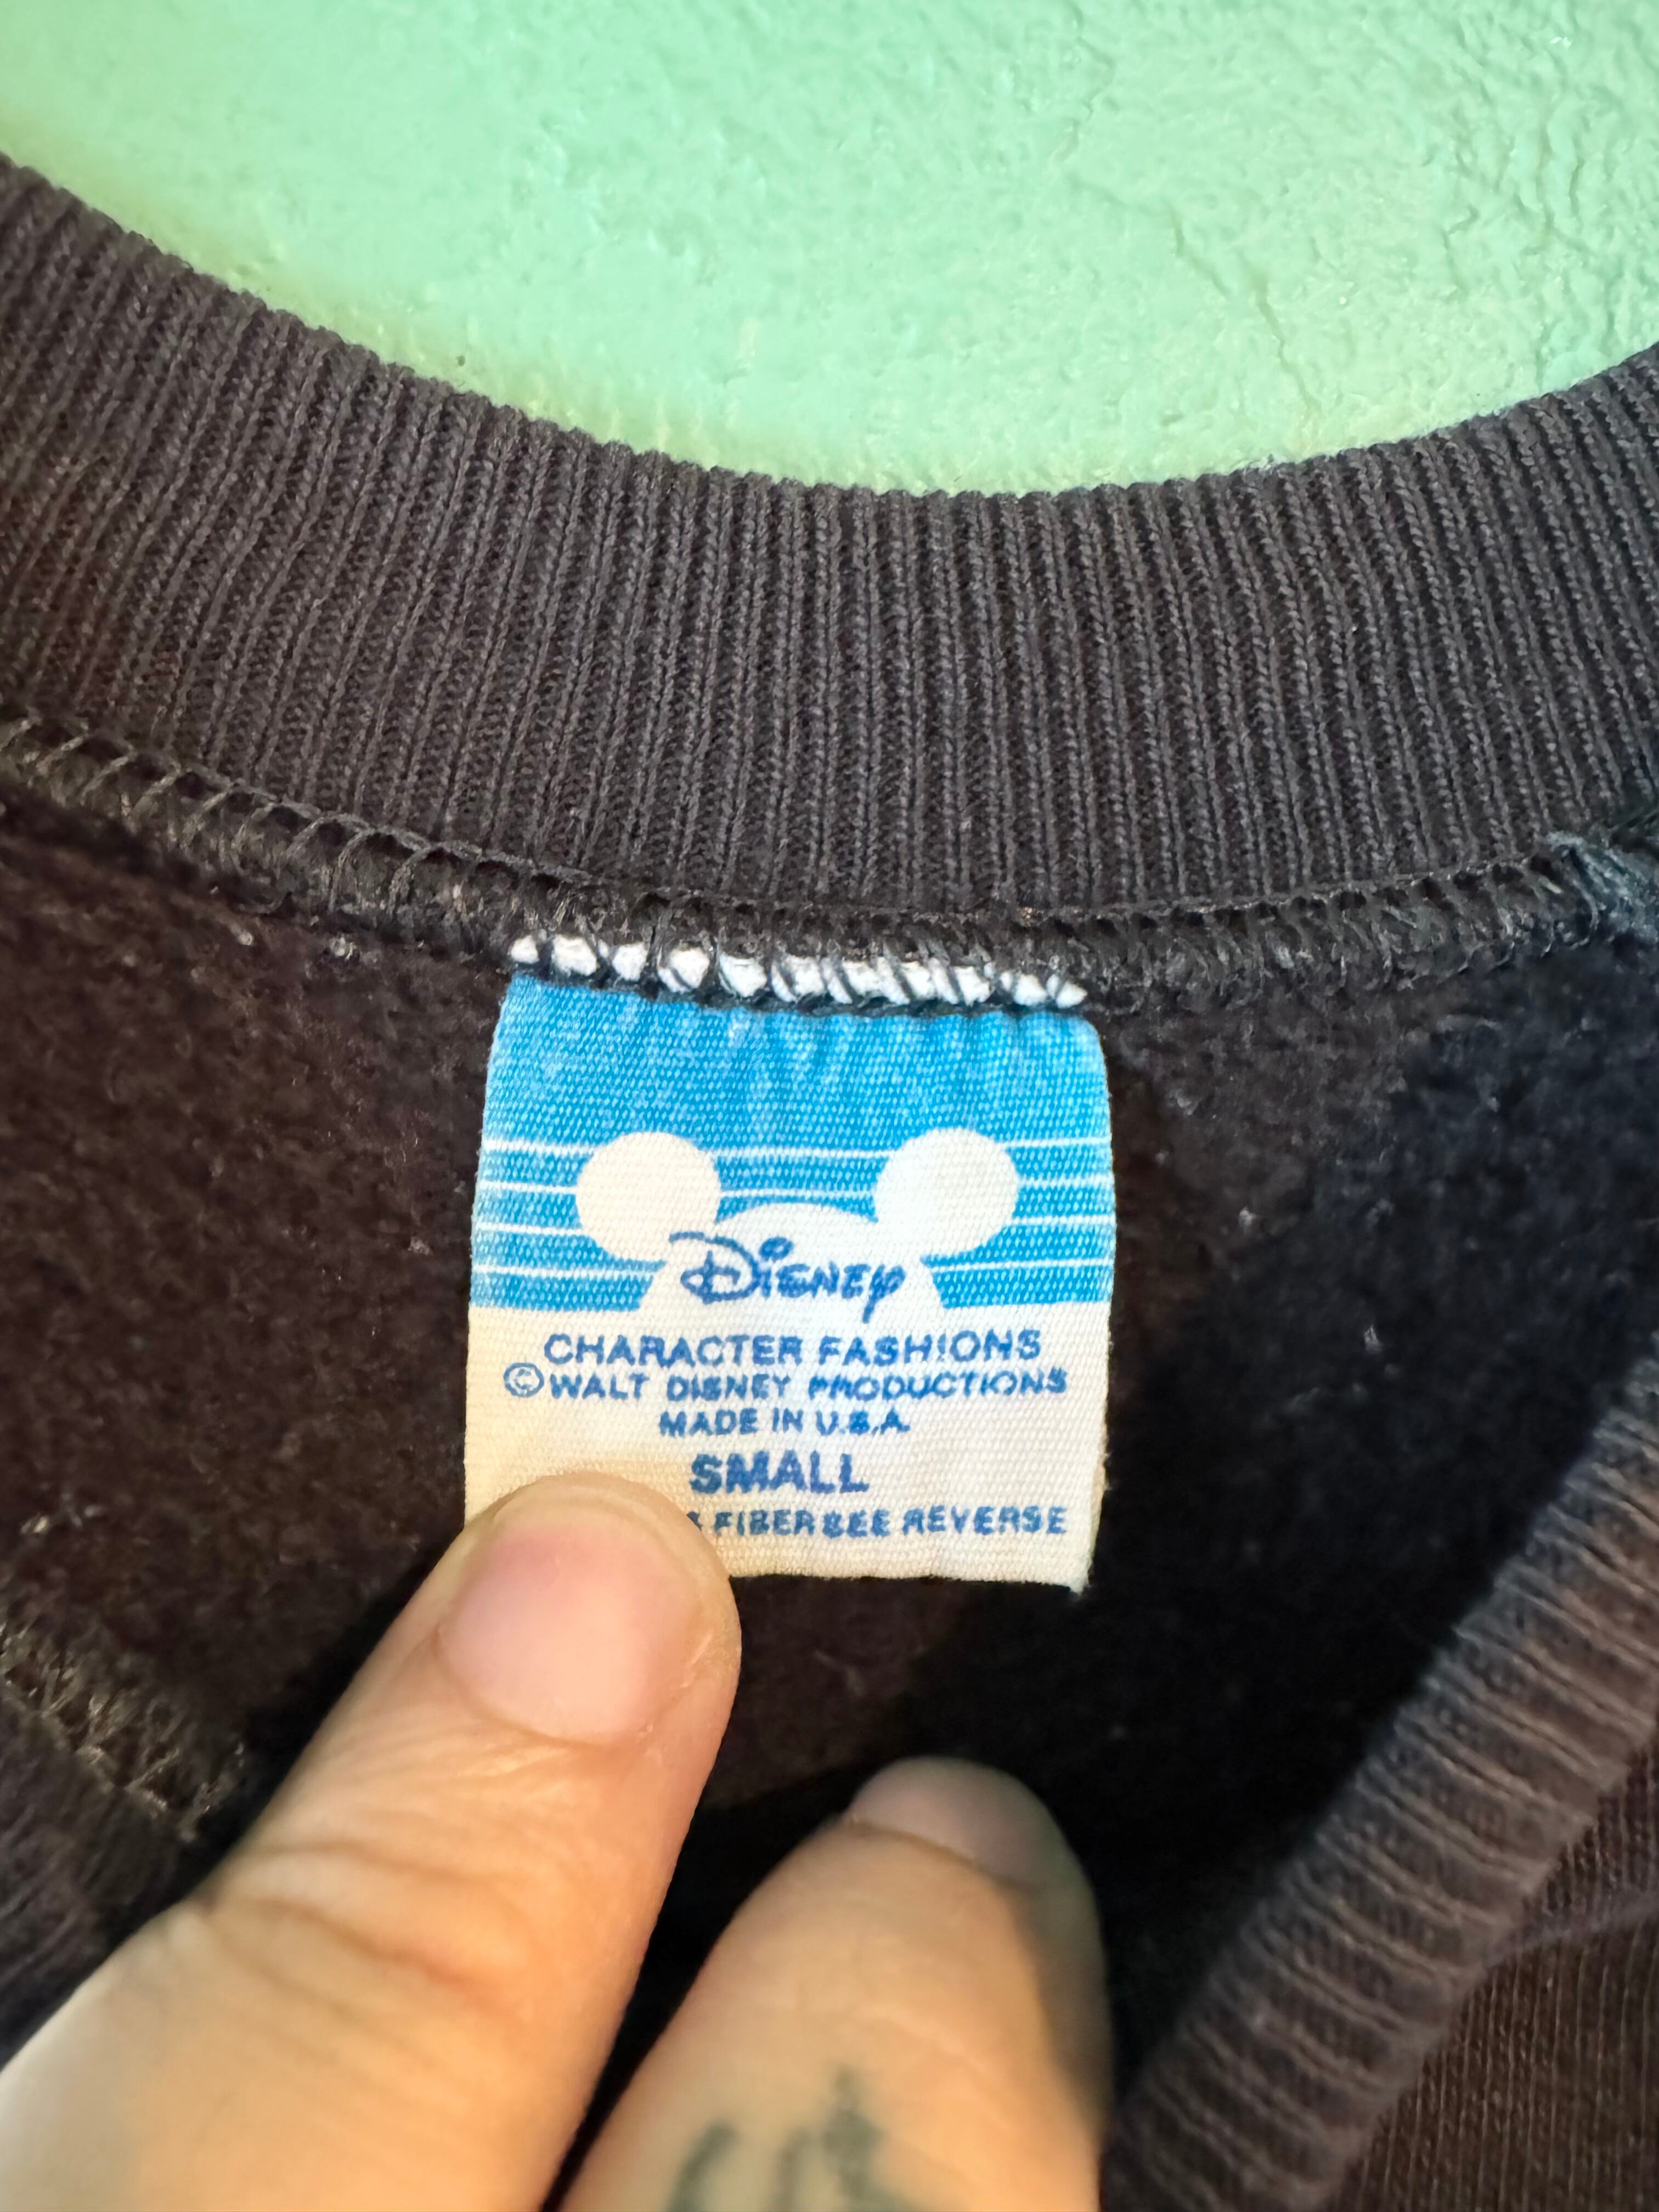 Disney
CHARACTER FASHIONS
©WALT DISNEY PRODUCTIONS
MADE IN U.S.A.
SMALL
FIBER SEE REVERSE